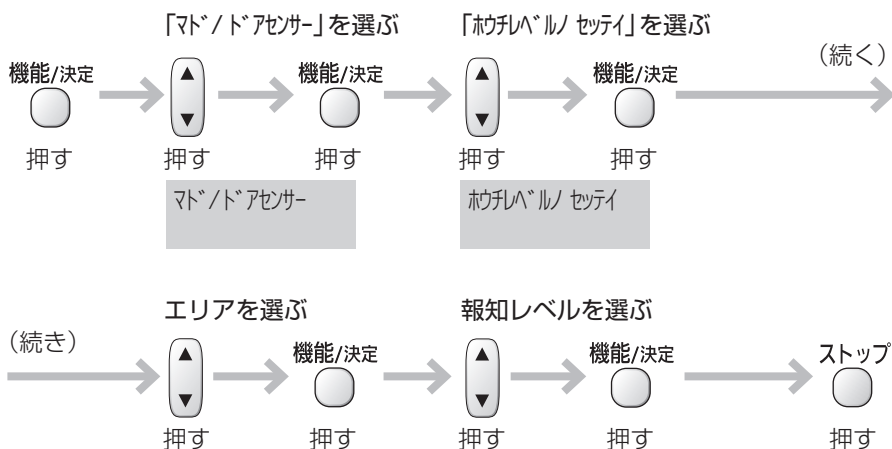 「ﾏﾄﾞ/ﾄﾞｱｾﾝｻｰ」を選ぶ
「ﾎｳﾁﾚﾍﾞﾙﾉ ｾｯﾃｲ」を選ぶ
（続く）
機能/決定
▲
▼
機能/決定
▲
▼
機能/決定
押す
押す
押す
押す
押す
ﾏﾄﾞ/ﾄﾞｱｾﾝｻｰ
ﾎｳﾁﾚﾍﾞﾙﾉ ｾｯﾃｲ
エリアを選ぶ
報知レベルを選ぶ
（続き）
▲
▼
機能/決定
▲
▼
機能/決定
ストップ
押す
押す
押す
押す
押す